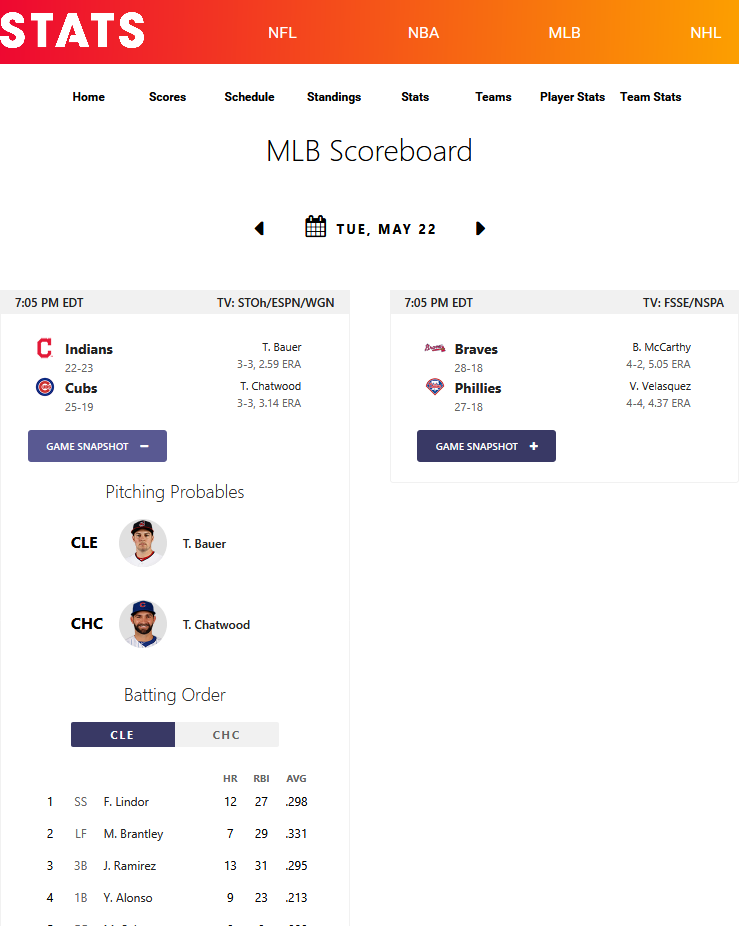 STATS NFL NBA MLB NHL
Home Scores Schedule Standings Stats Teams Player Stats Team Stats
MLB Scoreboard
TUE, MAY 22
7:05 PM EDT TV: STOh/ESPN/WGN
Indians T. Bauer
22-23 3-3, 2.59 ERA
Cubs T. Chatwood
25-19 3-3, 3.14 ERA
GAME SNAPSHOT −
Pitching Probables
CLE T. Bauer
CHC T. Chatwood
Batting Order
CLE CHC
HR RBI AVG
1 SS F. Lindor 12 27 .298
2 LF M. Brantley 7 29 .331
3 3B J. Ramirez 13 31 .295
4 1B Y. Alonso 9 23 .213
7:05 PM EDT TV: FSSE/NSPA
Braves B. McCarthy
28-18 4-2, 5.05 ERA
Phillies V. Velasquez
27-18 4-4, 4.37 ERA
GAME SNAPSHOT +